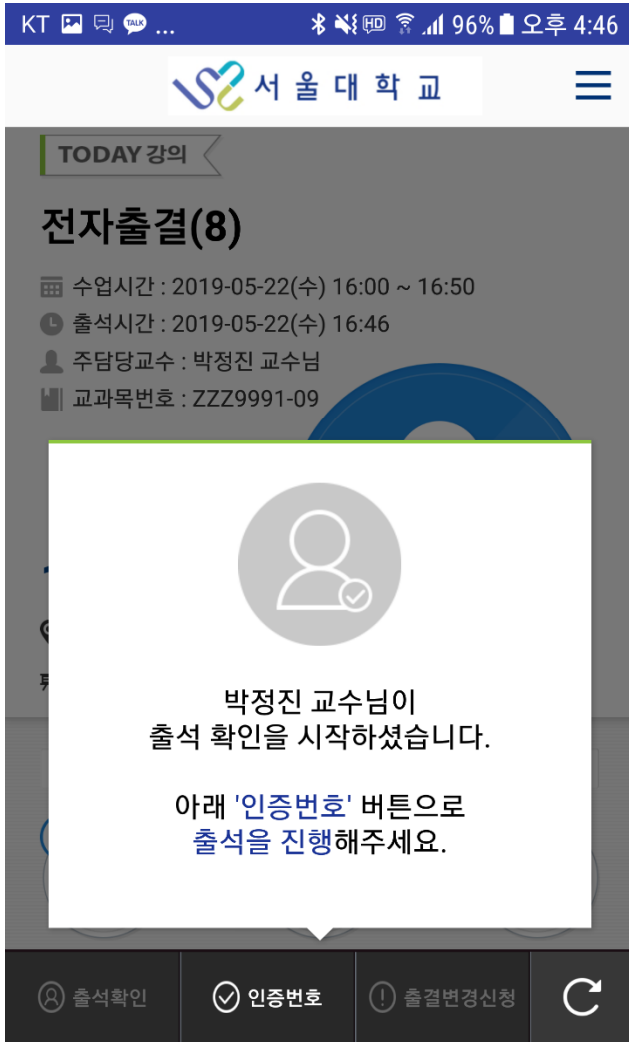 KT TALK ... HD 96% 오후 4:46
서울대학교
TODAY 강의
전자출결(8)
수업시간 : 2019-05-22(수) 16:00 ~ 16:50
출석시간 : 2019-05-22(수) 16:46
주담당교수 : 박정진 교수님
교과목번호 : ZZZ9991-09
박정진 교수님이
출석 확인을 시작하셨습니다.
아래 '인증번호' 버튼으로
출석을 진행해주세요.
출석확인 인증번호 출결변경신청